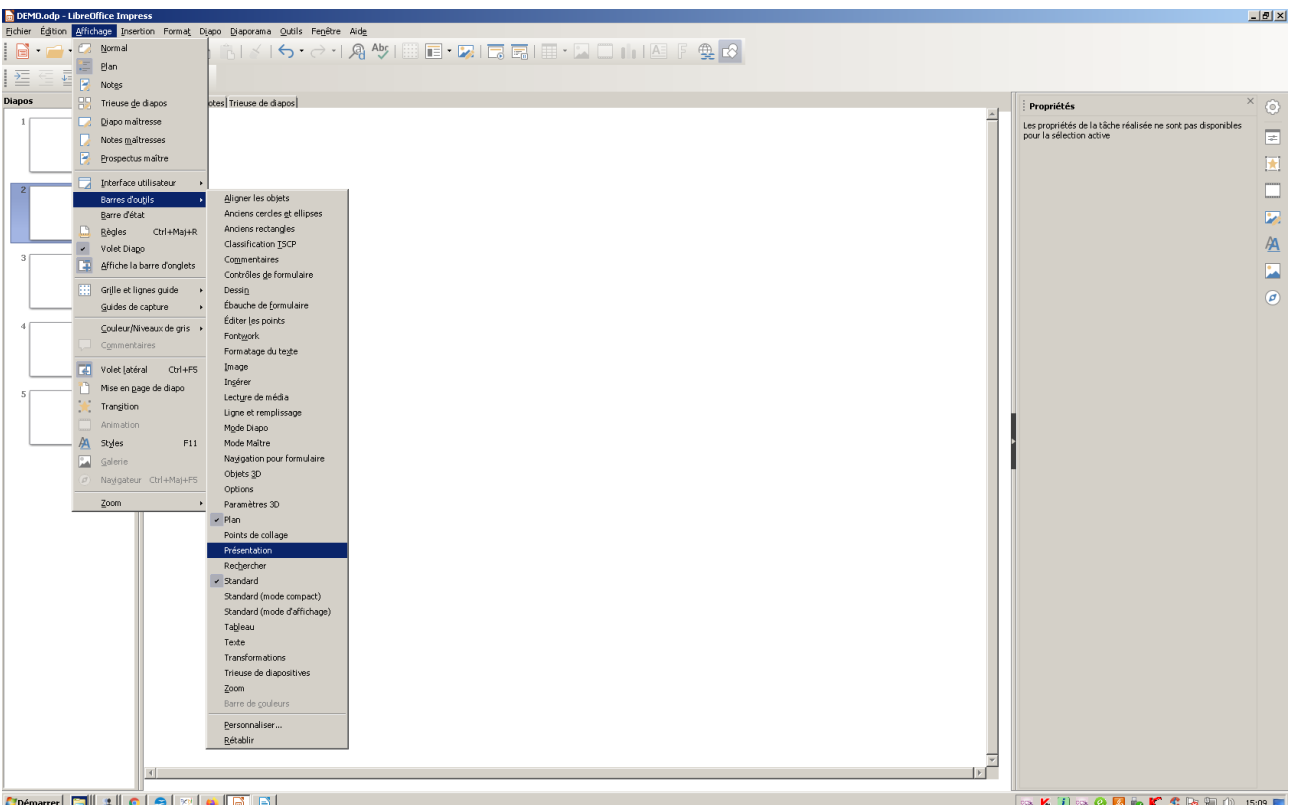 DEMO.odp - LibreOffice Impress
Fichier Édition Affichage Insertion Format Diapo Diaporama Outils Fenêtre Aide
Normal
Plan
Notes
Trieuse de diapos
Diapo maîtresse
Notes maîtresses
Prospectus maître
Interface utilisateur
Barres d'outils
Barre d'état
Règles Ctrl+Maj+R
Volet Diapo
Affiche la barre d'onglets
Grille et lignes guide
Guides de capture
Couleur/Niveaux de gris
Commentaires
Volet latéral Ctrl+F5
Mise en page de diapo
Transition
Animation
Styles F11
Galerie
Navigateur Ctrl+Maj+F5
Zoom
Aligner les objets
Anciens cercles et ellipses
Anciens rectangles
Classification TSCP
Commentaires
Contrôles de formulaire
Dessin
Ébauche de formulaire
Éditer les points
Fontwork
Formatage du texte
Image
Insérer
Lecture de média
Ligne et remplissage
Mode Diapo
Mode Maître
Navigation pour formulaire
Objets 3D
Options
Paramètres 3D
Plan
Points de collage
Présentation
Rechercher
Standard
Standard (mode compact)
Standard (mode d'affichage)
Tableau
Texte
Transformations
Trieuse de diapositives
Zoom
Barre de couleurs
Personnaliser...
Rétablir
Diapos
1
2
3
4
5
otes Trieuse de diapos
Propriétés
Les propriétés de la tâche réalisée ne sont pas disponibles
pour la sélection active
Démarrer
15:09